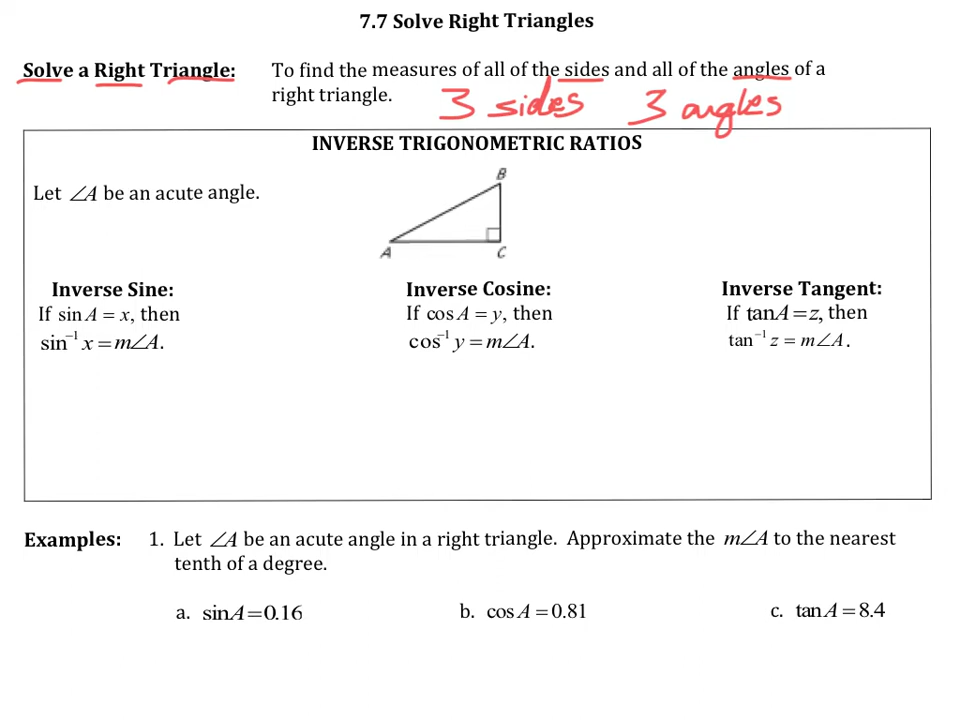 7.7 Solve Right Triangles
Solve a Right Triangle: To find the measures of all of the sides and all of the angles of a
right triangle. 3 sides 3 angles
INVERSE TRIGONOMETRIC RATIOS
Let ∠A be an acute angle.
B
A C
Inverse Sine: Inverse Cosine: Inverse Tangent:
If sin A = x, then If cos A = y, then If tan A = z, then
sin⁻¹ x = m∠A. cos⁻¹ y = m∠A. tan⁻¹ z = m∠A.
Examples: 1. Let ∠A be an acute angle in a right triangle. Approximate the m∠A to the nearest
tenth of a degree.
a. sin A = 0.16 b. cos A = 0.81 c. tan A = 8.4